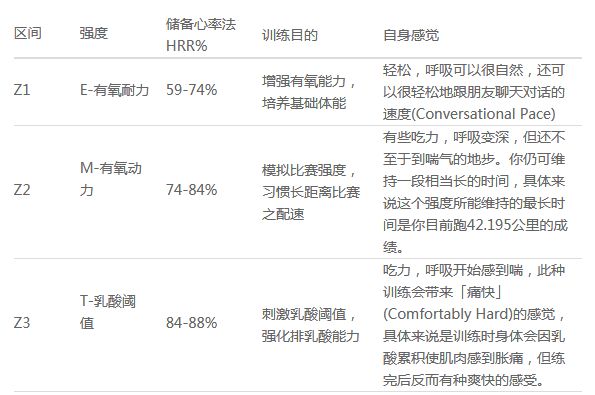 区间 强度 储备心率法 训练目的 自身感觉
HRR%
Z1 E-有氧耐力 59-74% 增强有氧能力，
培养基础体能
轻松，呼吸可以很自然，还可
以很轻松地跟朋友聊天对话的
速度(Conversational Pace)
Z2 M-有氧动
力
74-84% 模拟比赛强度，
习惯长距离比赛
之配速
有些吃力，呼吸变深，但还不
至于到喘气的地步。你仍可维
持一段相当长的时间，具体来
说这个强度所能维持的最长时
间是你目前跑42.195公里的成
绩。
Z3 T-乳酸阈
值
84-88% 刺激乳酸阈值，
强化排乳酸能力
吃力，呼吸开始感到喘，此种
训练会带来「痛快」
(Comfortably Hard)的感觉，
具体来说是训练时身体会因乳
酸累积使肌肉感到胀痛，但练
完后反而有种爽快的感受。